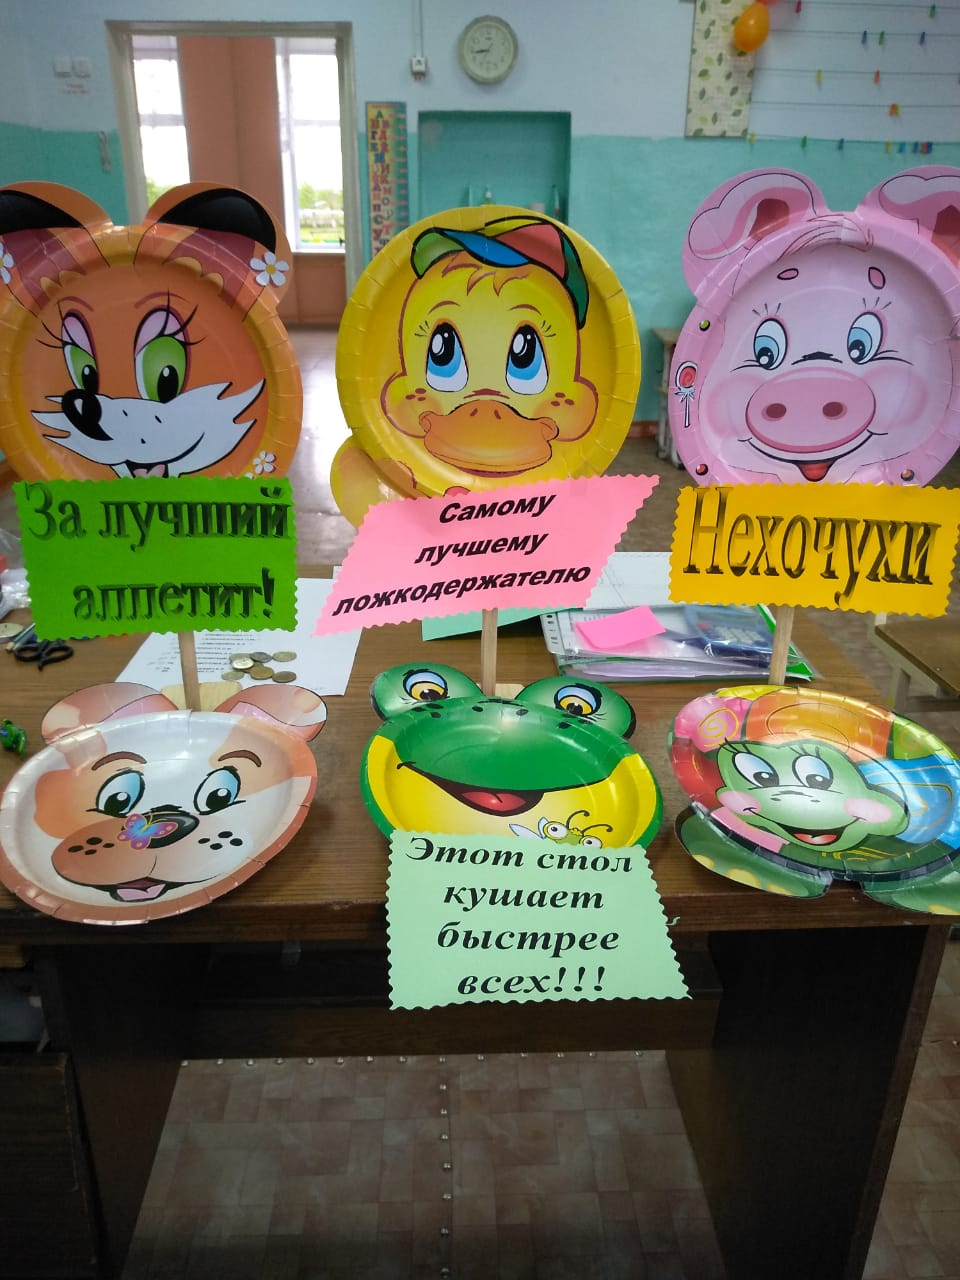 За лучший
аппетит!
Самому
лучшему
ложкодержателю
Нехочухи
Этот стол
кушает
быстрее
всех!!!